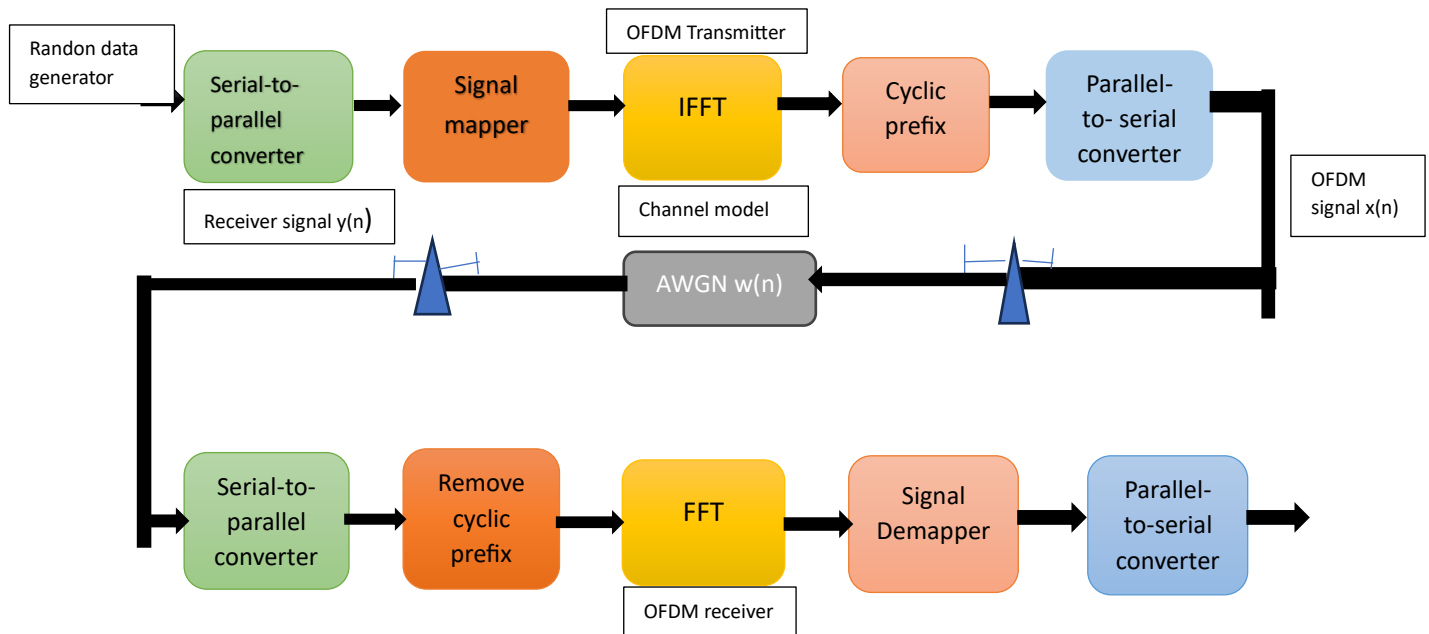 Randon data
generator
OFDM Transmitter
Serial-to-
parallel
converter
Signal
mapper
IFFT
Cyclic
prefix
Parallel-
to- serial
converter
OFDM
signal x(n)
Receiver signal y(n)
Channel model
AWGN w(n)
Serial-to-
parallel
converter
Remove
cyclic
prefix
FFT
Signal
Demapper
Parallel-
to-serial
converter
OFDM receiver